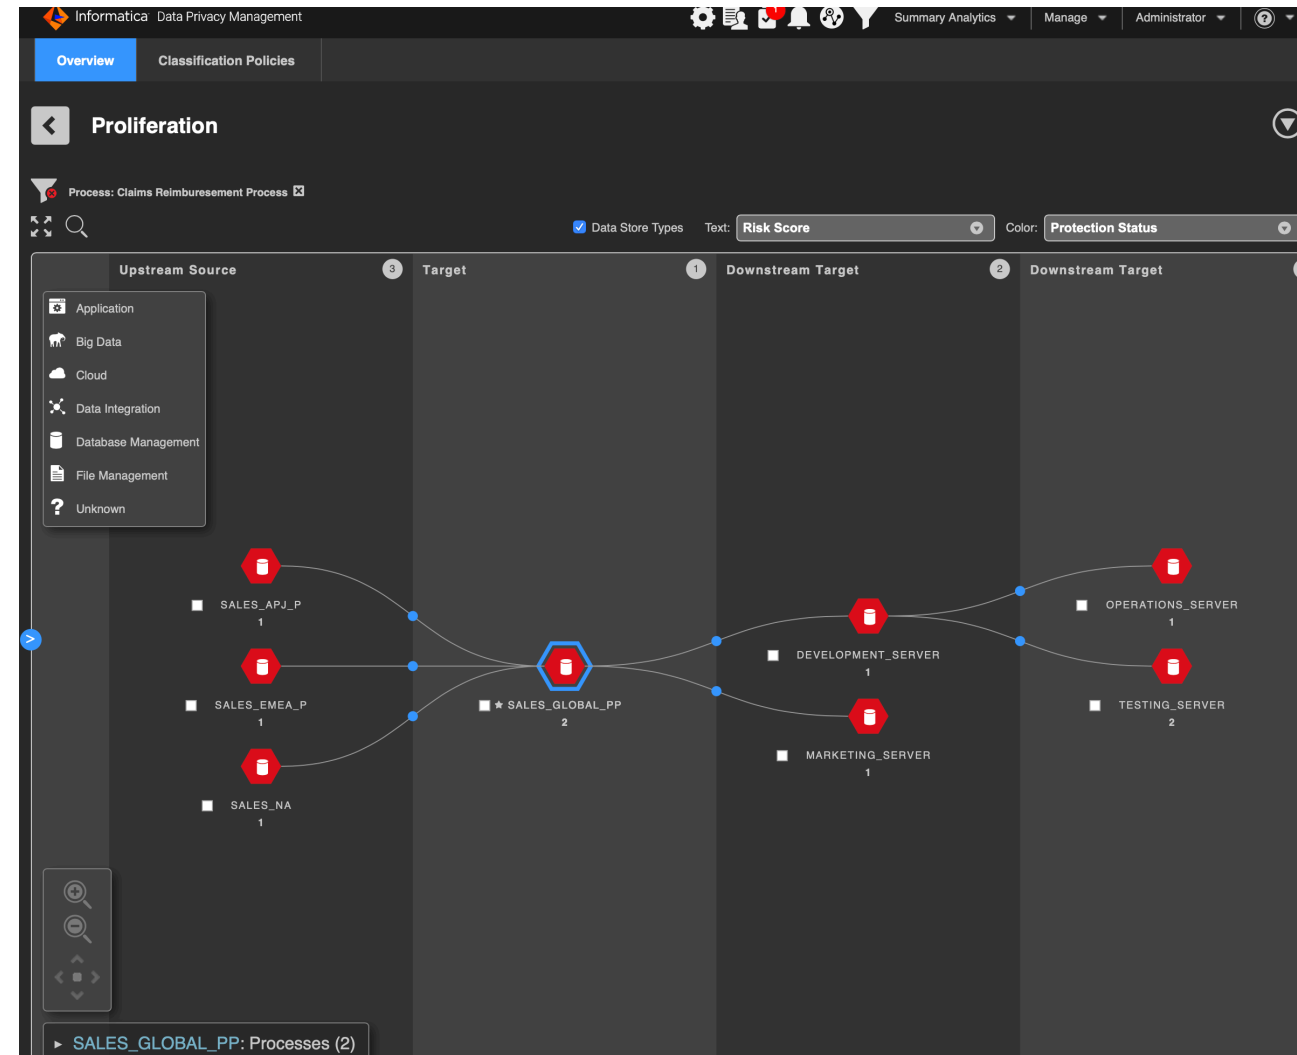 Informatica Data Privacy Management
1
Summary Analytics
Manage
Administrator
?
Overview
Classification Policies
Proliferation
Process: Claims Reimburesement Process
Data Store Types
Text:
Risk Score
Color:
Protection Status
Upstream Source
3
Target
1
Downstream Target
2
Downstream Target
Application
Big Data
Cloud
Data Integration
Database Management
File Management
? Unknown
SALES_APJ_P
1
OPERATIONS_SERVER
1
DEVELOPMENT_SERVER
1
SALES_EMEA_P
1
SALES_GLOBAL_PP
2
TESTING_SERVER
2
MARKETING_SERVER
1
SALES_NA
1
SALES_GLOBAL_PP: Processes (2)